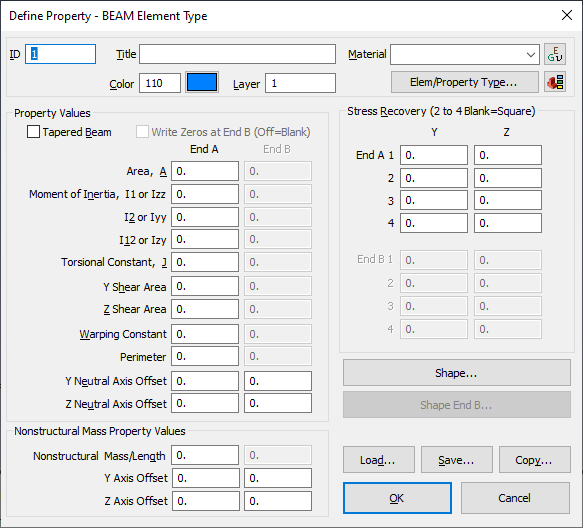 Define Property - BEAM Element Type
ID 1 Title Material
Color 110 Layer 1 Elem/Property Type...
Property Values
Tapered Beam Write Zeros at End B (Off=Blank)
End A End B
Area, A 0. 0.
Moment of Inertia, I1 or Izz 0. 0.
I2 or Iyy 0. 0.
I12 or Izy 0. 0.
Torsional Constant, J 0. 0.
Y Shear Area 0. 0.
Z Shear Area 0. 0.
Warping Constant 0. 0.
Perimeter 0. 0.
Y Neutral Axis Offset 0. 0.
Z Neutral Axis Offset 0. 0.
Nonstructural Mass Property Values
Nonstructural Mass/Length 0. 0.
Y Axis Offset 0. 0.
Z Axis Offset 0. 0.
Stress Recovery (2 to 4 Blank=Square)
Y Z
End A 1 0. 0.
2 0. 0.
3 0. 0.
4 0. 0.
End B 1 0. 0.
2 0. 0.
3 0. 0.
4 0. 0.
Shape...
Shape End B...
Load... Save... Copy...
OK Cancel